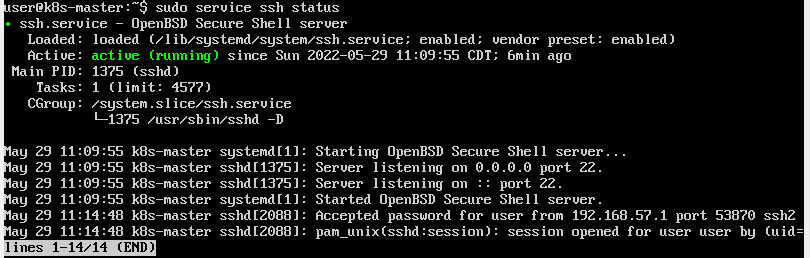 user@k8s-master:~$ sudo service ssh status
• ssh.service - OpenBSD Secure Shell server
   Loaded: loaded (/lib/systemd/system/ssh.service; enabled; vendor preset: enabled)
   Active: active (running) since Sun 2022-05-29 11:09:55 CDT; 6min ago
 Main PID: 1375 (sshd)
    Tasks: 1 (limit: 4577)
   CGroup: /system.slice/ssh.service
           └─1375 /usr/sbin/sshd -D
May 29 11:09:55 k8s-master systemd[1]: Starting OpenBSD Secure Shell server...
May 29 11:09:55 k8s-master sshd[1375]: Server listening on 0.0.0.0 port 22.
May 29 11:09:55 k8s-master sshd[1375]: Server listening on :: port 22.
May 29 11:09:55 k8s-master systemd[1]: Started OpenBSD Secure Shell server.
May 29 11:14:48 k8s-master sshd[2088]: Accepted password for user from 192.168.57.1 port 53870 ssh2
May 29 11:14:48 k8s-master sshd[2088]: pam_unix(sshd:session): session opened for user user by (uid=
lines 1-14/14 (END)